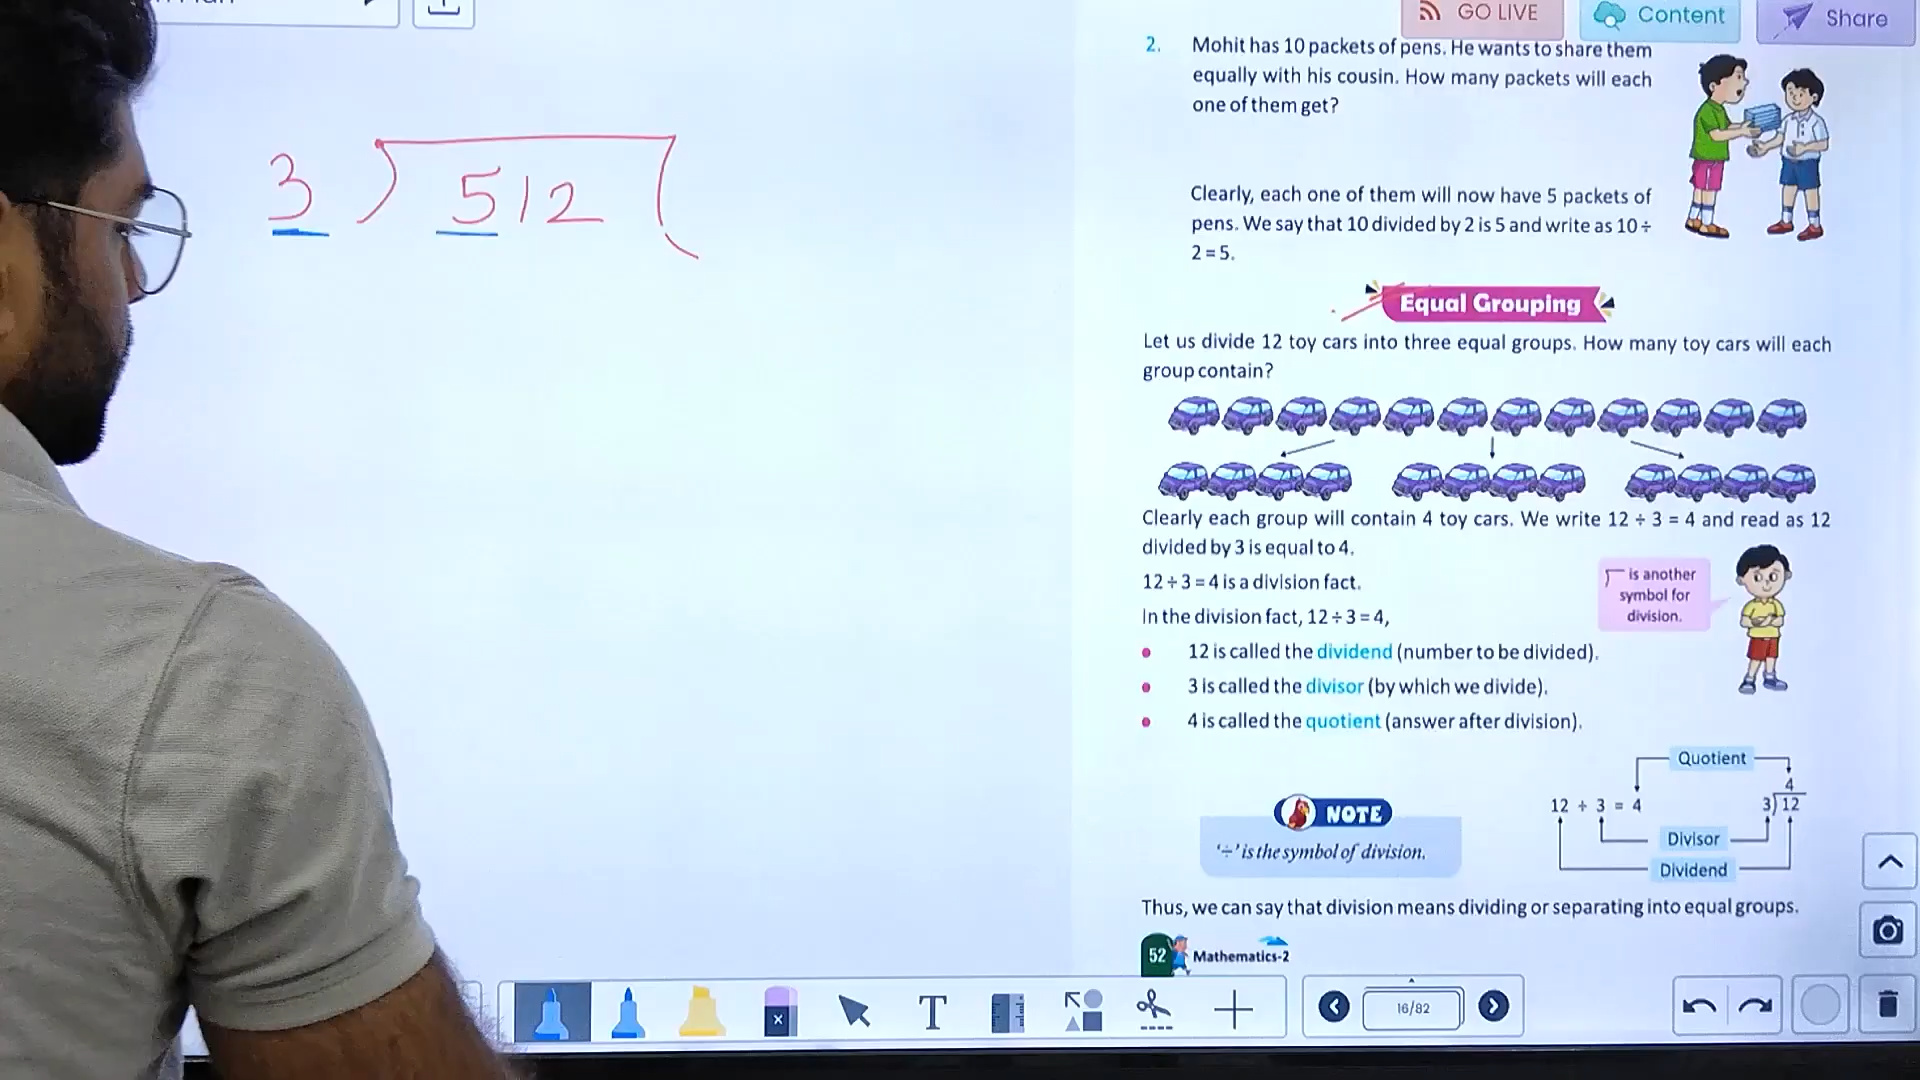 GO LIVE
Content
Share
3 ) 512 (
2. Mohit has 10 packets of pens. He wants to share them
equally with his cousin. How many packets will each
one of them get?
Clearly, each one of them will now have 5 packets of
pens. We say that 10 divided by 2 is 5 and write as 10 ÷
2 = 5.
Equal Grouping
Let us divide 12 toy cars into three equal groups. How many toy cars will each
group contain?
Clearly each group will contain 4 toy cars. We write 12 ÷ 3 = 4 and read as 12
divided by 3 is equal to 4.
12 ÷ 3 = 4 is a division fact.
is another
symbol for
division.
In the division fact, 12 ÷ 3 = 4,
• 12 is called the dividend (number to be divided).
• 3 is called the divisor (by which we divide).
• 4 is called the quotient (answer after division).
Quotient
4
12 ÷ 3 = 4
3)12
Divisor
Dividend
NOTE
'÷' is the symbol of division.
Thus, we can say that division means dividing or separating into equal groups.
52 Mathematics-2
T
16/82